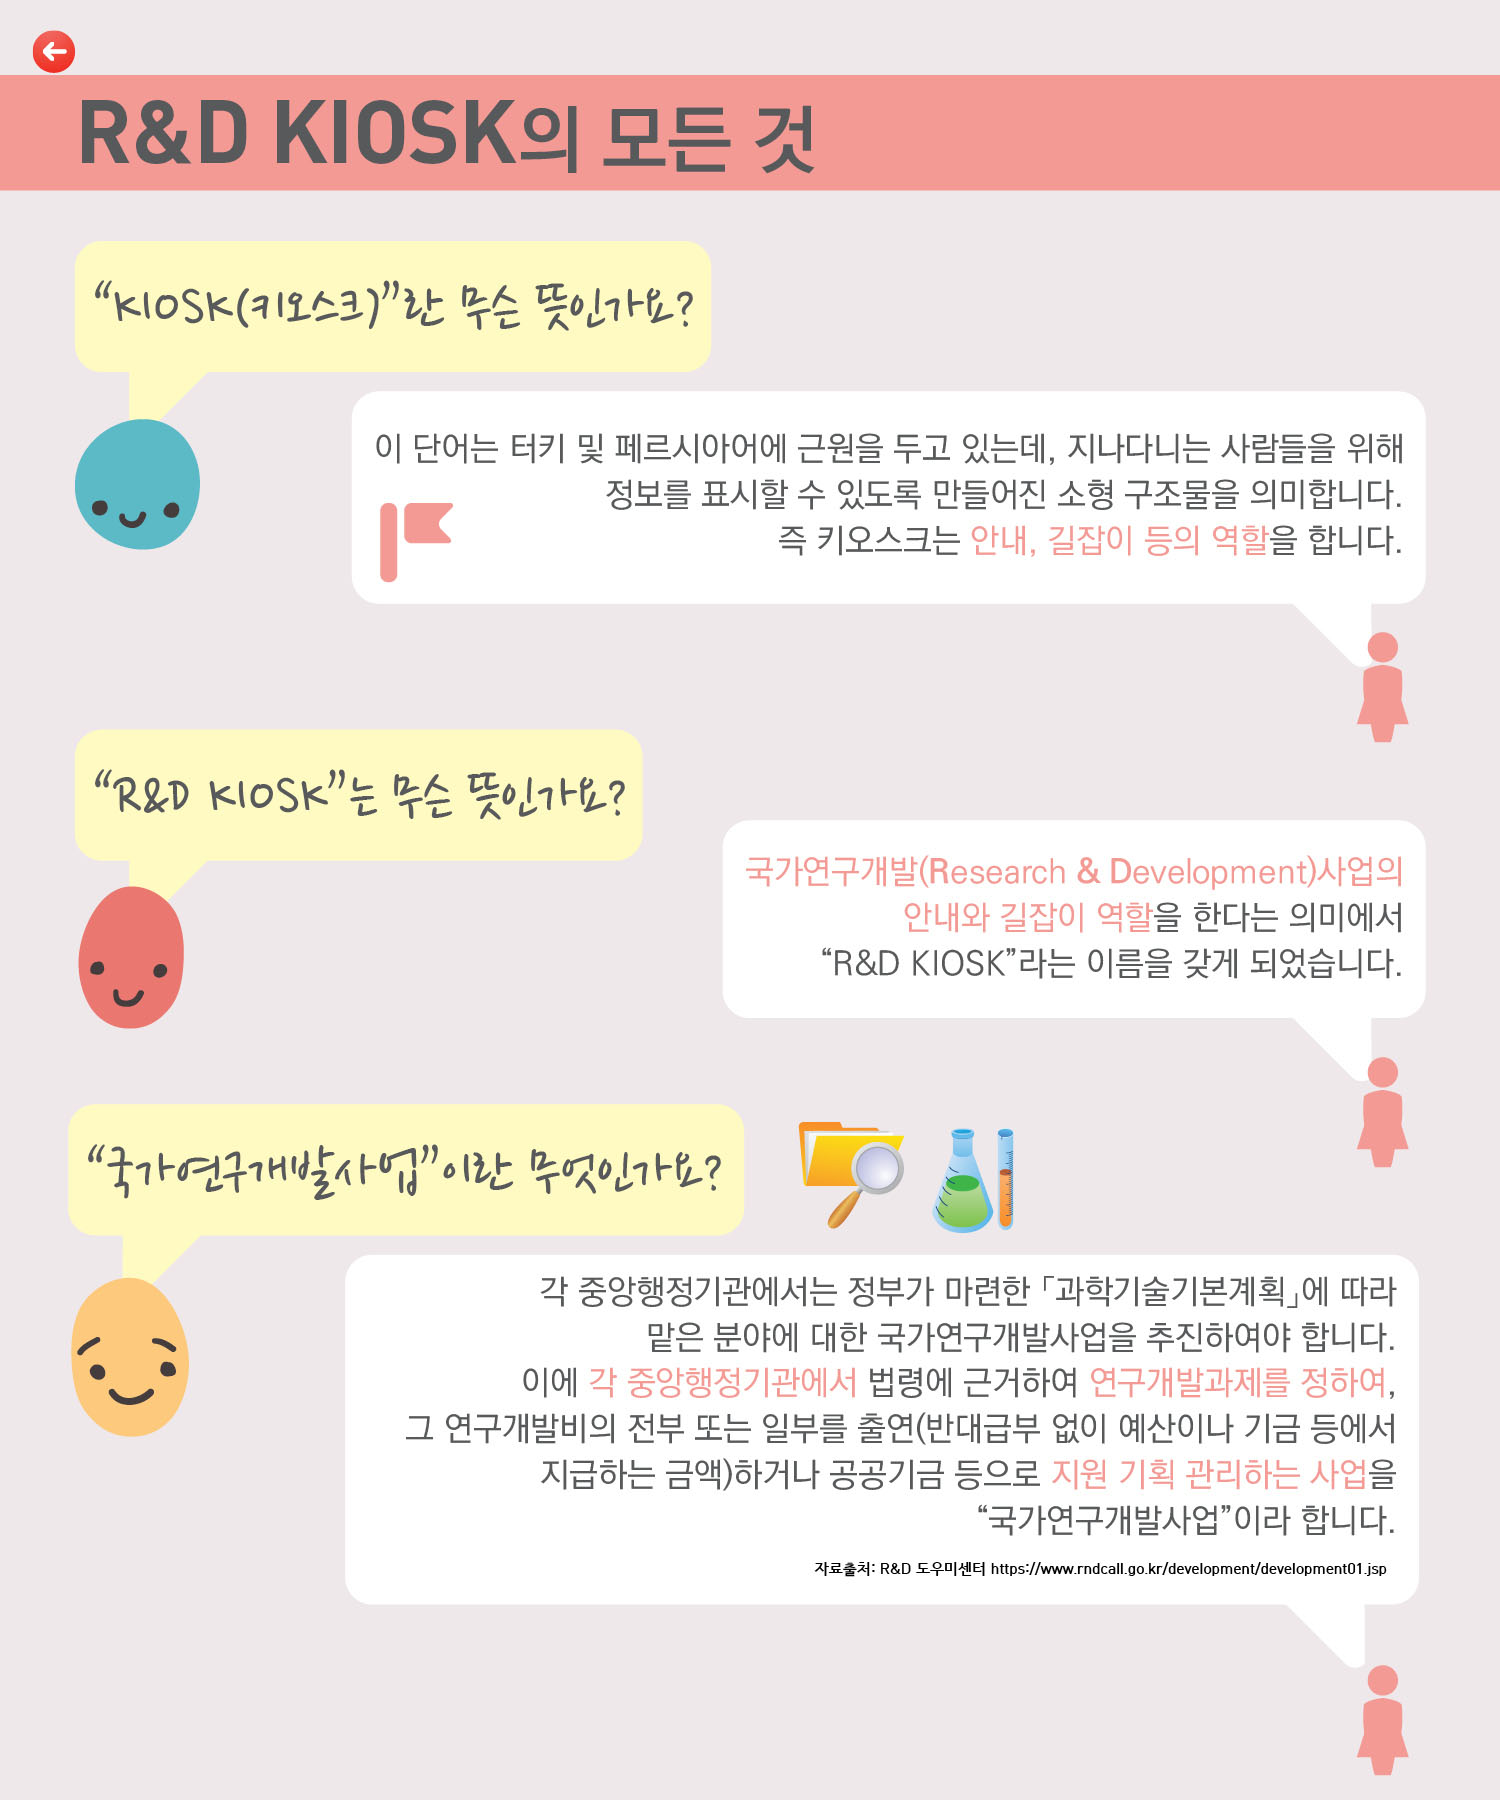 R&D KIOSK의 모든 것
“KIOSK(키오스크)”란 무슨 뜻인가요?
이 단어는 터키 및 페르시아어에 근원을 두고 있는데, 지나다니는 사람들을 위해
정보를 표시할 수 있도록 만들어진 소형 구조물을 의미합니다.
즉 키오스크는 안내, 길잡이 등의 역할을 합니다.
“R&D KIOSK”는 무슨 뜻인가요?
국가연구개발(Research & Development)사업의
안내와 길잡이 역할을 한다는 의미에서
“R&D KIOSK”라는 이름을 갖게 되었습니다.
“국가연구개발사업”이란 무엇인가요?
각 중앙행정기관에서는 정부가 마련한 「과학기술기본계획」에 따라
맡은 분야에 대한 국가연구개발사업을 추진하여야 합니다.
이에 각 중앙행정기관에서 법령에 근거하여 연구개발과제를 정하여,
그 연구개발비의 전부 또는 일부를 출연(반대급부 없이 예산이나 기금 등에서
지급하는 금액)하거나 공공기금 등으로 지원 기획 관리하는 사업을
“국가연구개발사업”이라 합니다.
자료출처: R&D 도우미센터 https://www.rndcall.go.kr/development/development01.jsp